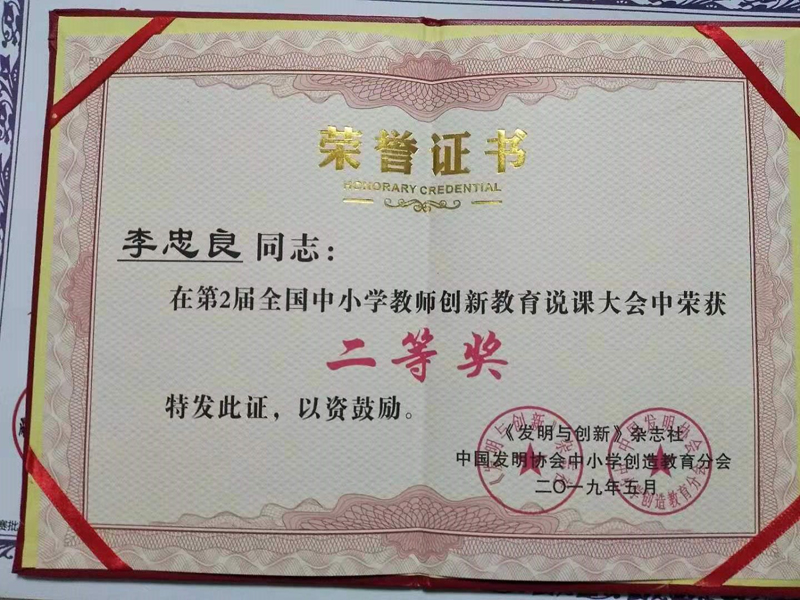 荣誉证书
HONORARY CREDENTIAL
李忠良 同志：
在第2届全国中小学教师创新教育说课大会中荣获
二等奖
特发此证，以资鼓励。
《发明与创新》杂志社
中国发明协会中小学创造教育分会
二〇一九年五月